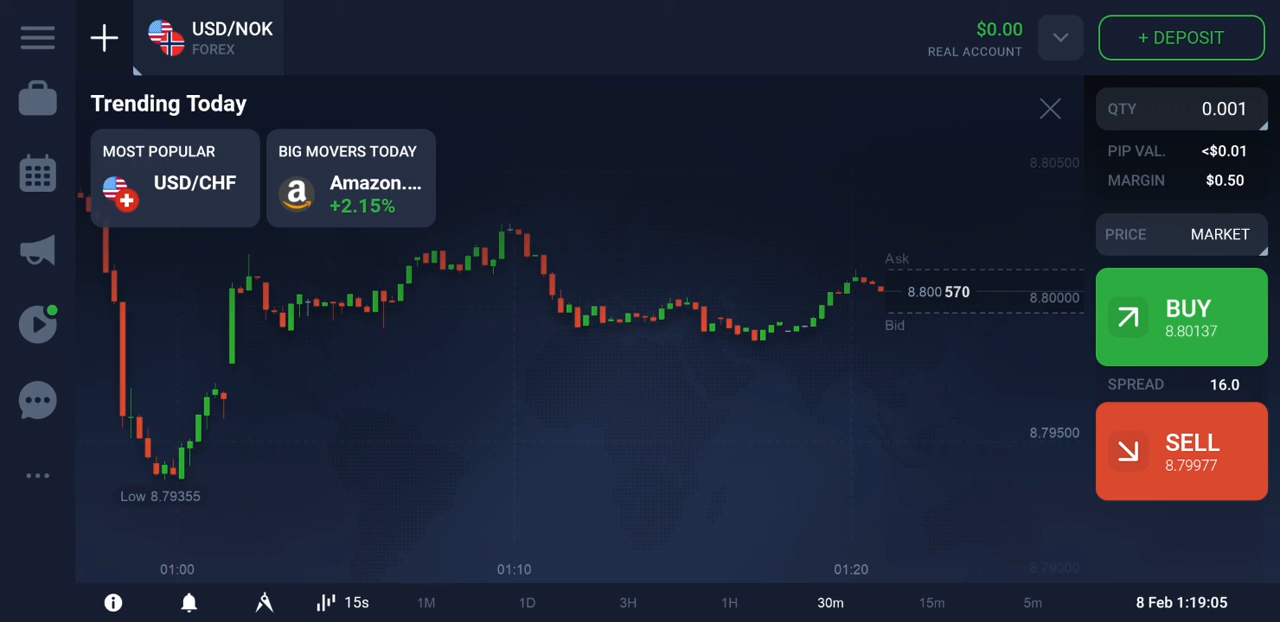 USD/NOK
FOREX
$0.00
REAL ACCOUNT
+ DEPOSIT
Trending Today
MOST POPULAR
USD/CHF
BIG MOVERS TODAY
a
Amazon....
+2.15%
QTY 0.001
PIP VAL. <$0.01
MARGIN $0.50
PRICE MARKET
BUY
8.80137
SPREAD 16.0
SELL
8.79977
8.80500
Ask
8.800 570
8.80000
Bid
8.79500
Low 8.79355
8.79000
01:00 01:10 01:20
15s 1M 1D 3H 1H 30m 15m 5m 8 Feb 1:19:05